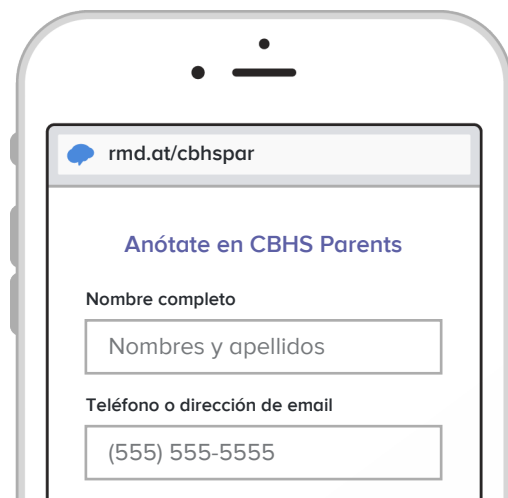 rmd.at/cbhspar
Anótate en CBHS Parents
Nombre completo
Nombres y apellidos
Teléfono o dirección de email
(555) 555-5555